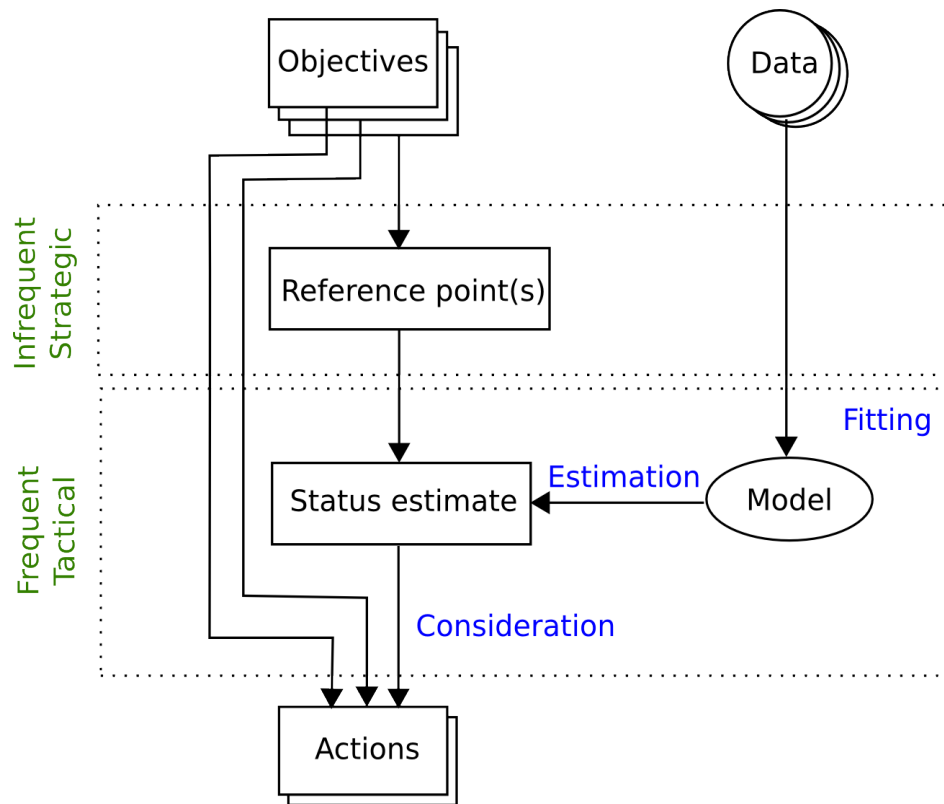 Objectives
Data
Infrequent
Strategic
Reference point(s)
Fitting
Frequent
Tactical
Estimation
Status estimate
Model
Consideration
Actions